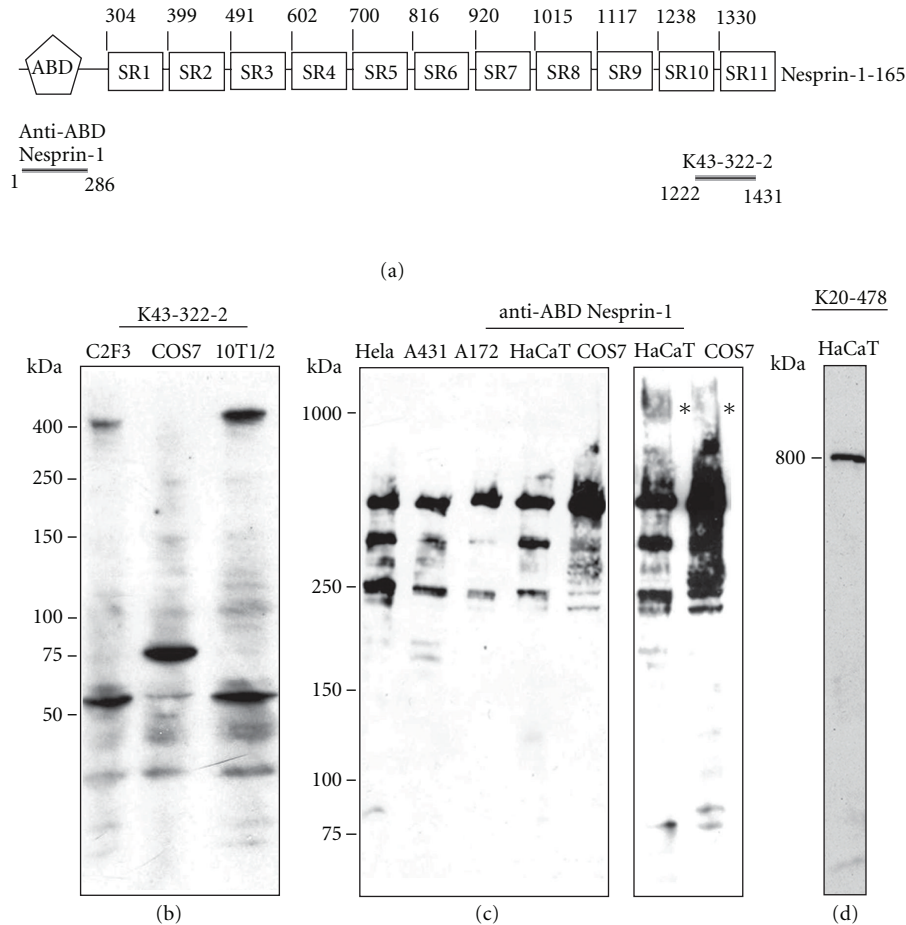 304 399 491 602 700 816 920 1015 1117 1238 1330
ABD SR1 SR2 SR3 SR4 SR5 SR6 SR7 SR8 SR9 SR10 SR11 Nesprin-1-165
Anti-ABD
Nesprin-1
1 286
K43-322-2
1222 1431
(a)
K43-322-2
C2F3 COS7 10T1/2
kDa
400
250
150
100
75
50
(b)
anti-ABD Nesprin-1
Hela A431 A172 HaCaT COS7 HaCaT COS7
kDa
1000
* *
250
150
100
75
(c)
K20-478
HaCaT
kDa
800
(d)